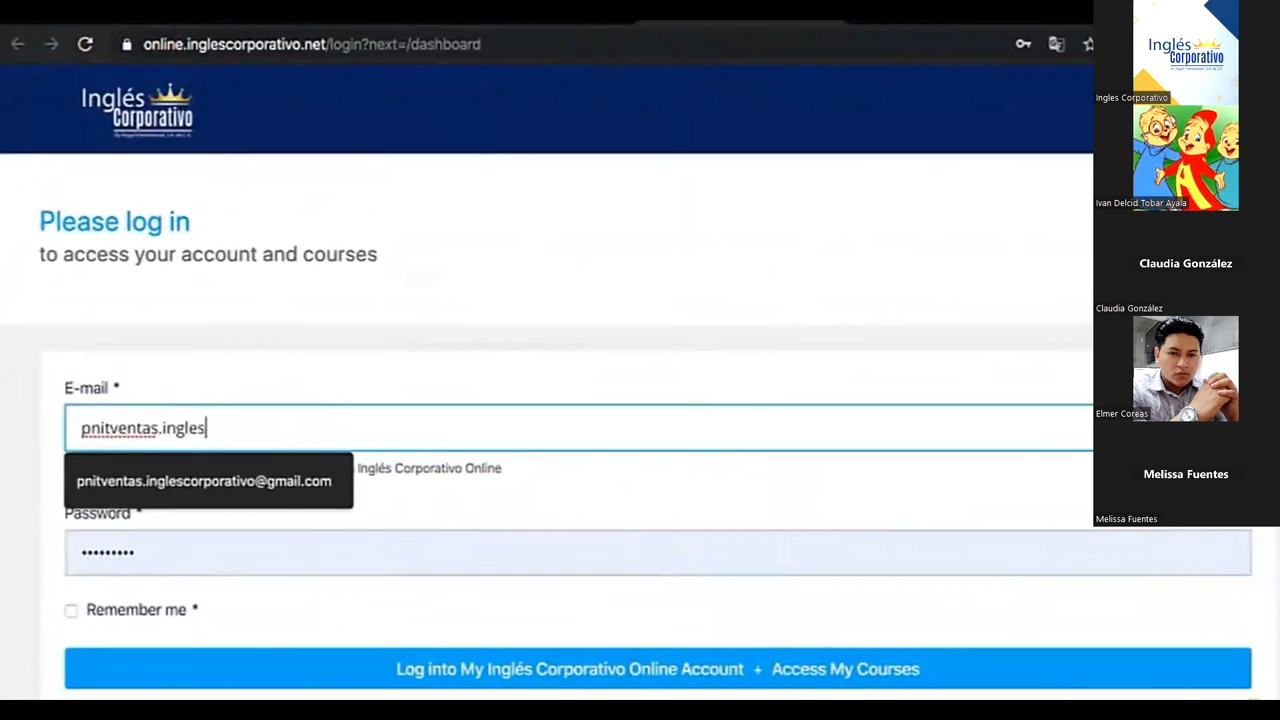 online.inglescorporativo.net/login?next=/dashboard
Inglés
Corporativo
Please log in
to access your account and courses
E-mail *
pnitventas.ingles
Inglés Corporativo Online
pnitventas.inglescorporativo@gmail.com
Password *
•••••••••
Remember me *
Log into My Inglés Corporativo Online Account + Access My Courses
Inglés
Corporativo
Ingles Corporativo
A
Ivan Delcid Tobar Ayala
Claudia González
Claudia González
Elmer Coreas
Melissa Fuentes
Melissa Fuentes